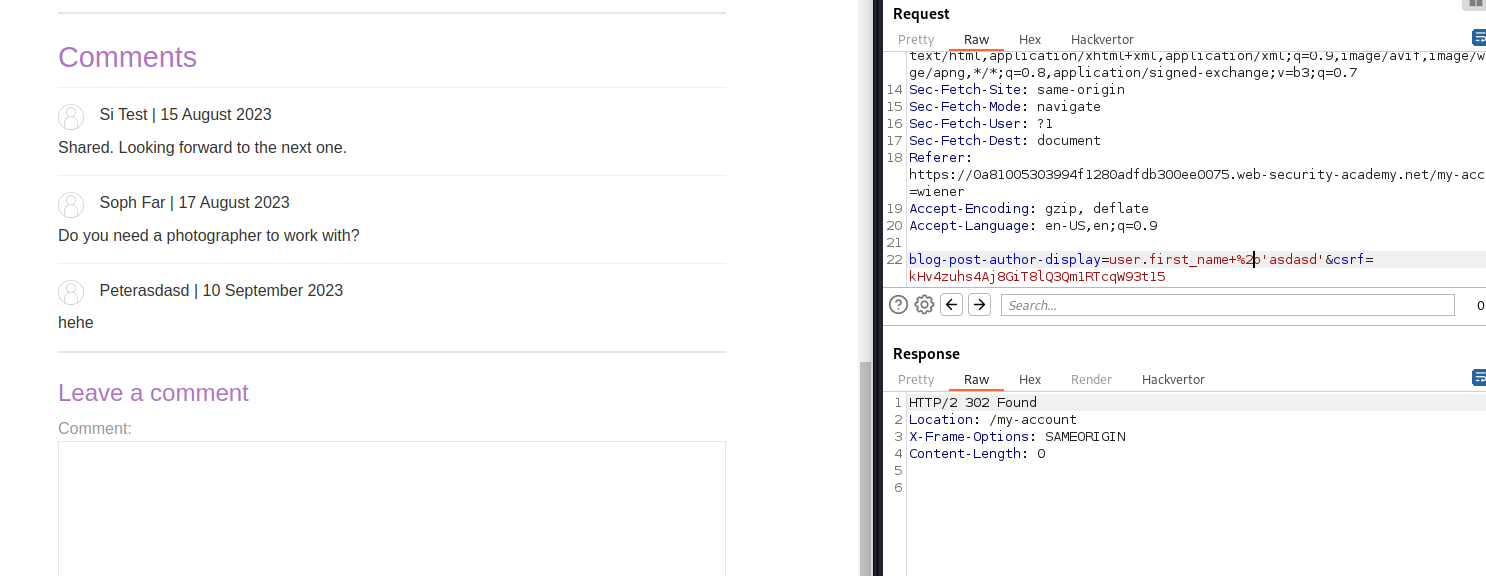 Comments
Si Test | 15 August 2023
Shared. Looking forward to the next one.
Soph Far | 17 August 2023
Do you need a photographer to work with?
Peterasdasd | 10 September 2023
hehe
Leave a comment
Comment:
Request
Pretty Raw Hex Hackvertor
text/html,application/xhtml+xml,application/xml;q=0.9,image/avif,image/w
ge/apng,*/*;q=0.8,application/signed-exchange;v=b3;q=0.7
14 Sec-Fetch-Site: same-origin
15 Sec-Fetch-Mode: navigate
16 Sec-Fetch-User: ?1
17 Sec-Fetch-Dest: document
18 Referer:
https://0a81005303994f1280adfdb300ee0075.web-security-academy.net/my-acc
=wiener
19 Accept-Encoding: gzip, deflate
20 Accept-Language: en-US,en;q=0.9
21
22 blog-post-author-display=user.first_name+%2b'asdasd'&csrf=
kHv4zuhs4Aj8GiT8lQ3Qm1RTcqW93t15
Search...
0
Response
Pretty Raw Hex Render Hackvertor
1 HTTP/2 302 Found
2 Location: /my-account
3 X-Frame-Options: SAMEORIGIN
4 Content-Length: 0
5
6